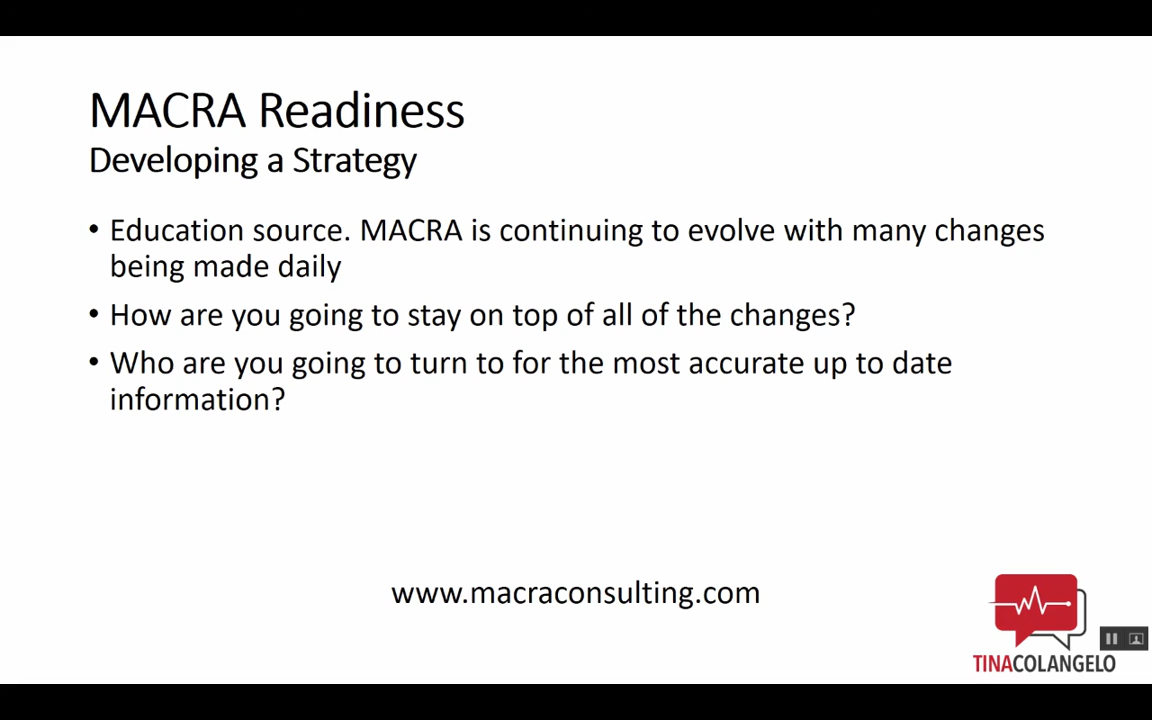 MACRA Readiness
Developing a Strategy
• Education source. MACRA is continuing to evolve with many changes
being made daily
• How are you going to stay on top of all of the changes?
• Who are you going to turn to for the most accurate up to date
information?
www.macraconsulting.com
TINACOLANGELO